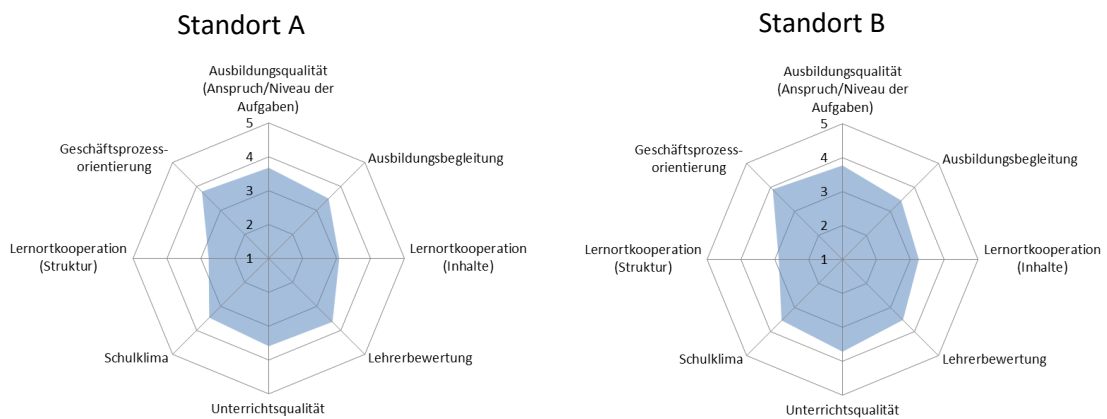 Standort A
Ausbildungsqualität
(Anspruch/Niveau der
Aufgaben)
5
4
3
2
1
Ausbildungsbegleitung
Lernortkooperation
(Inhalte)
Lehrerbewertung
Unterrichtsqualität
Schulklima
Lernortkooperation
(Struktur)
Geschäftsprozess-
orientierung
Standort B
Ausbildungsqualität
(Anspruch/Niveau der
Aufgaben)
5
4
3
2
1
Ausbildungsbegleitung
Lernortkooperation
(Inhalte)
Lehrerbewertung
Unterrichtsqualität
Schulklima
Lernortkooperation
(Struktur)
Geschäftsprozess-
orientierung